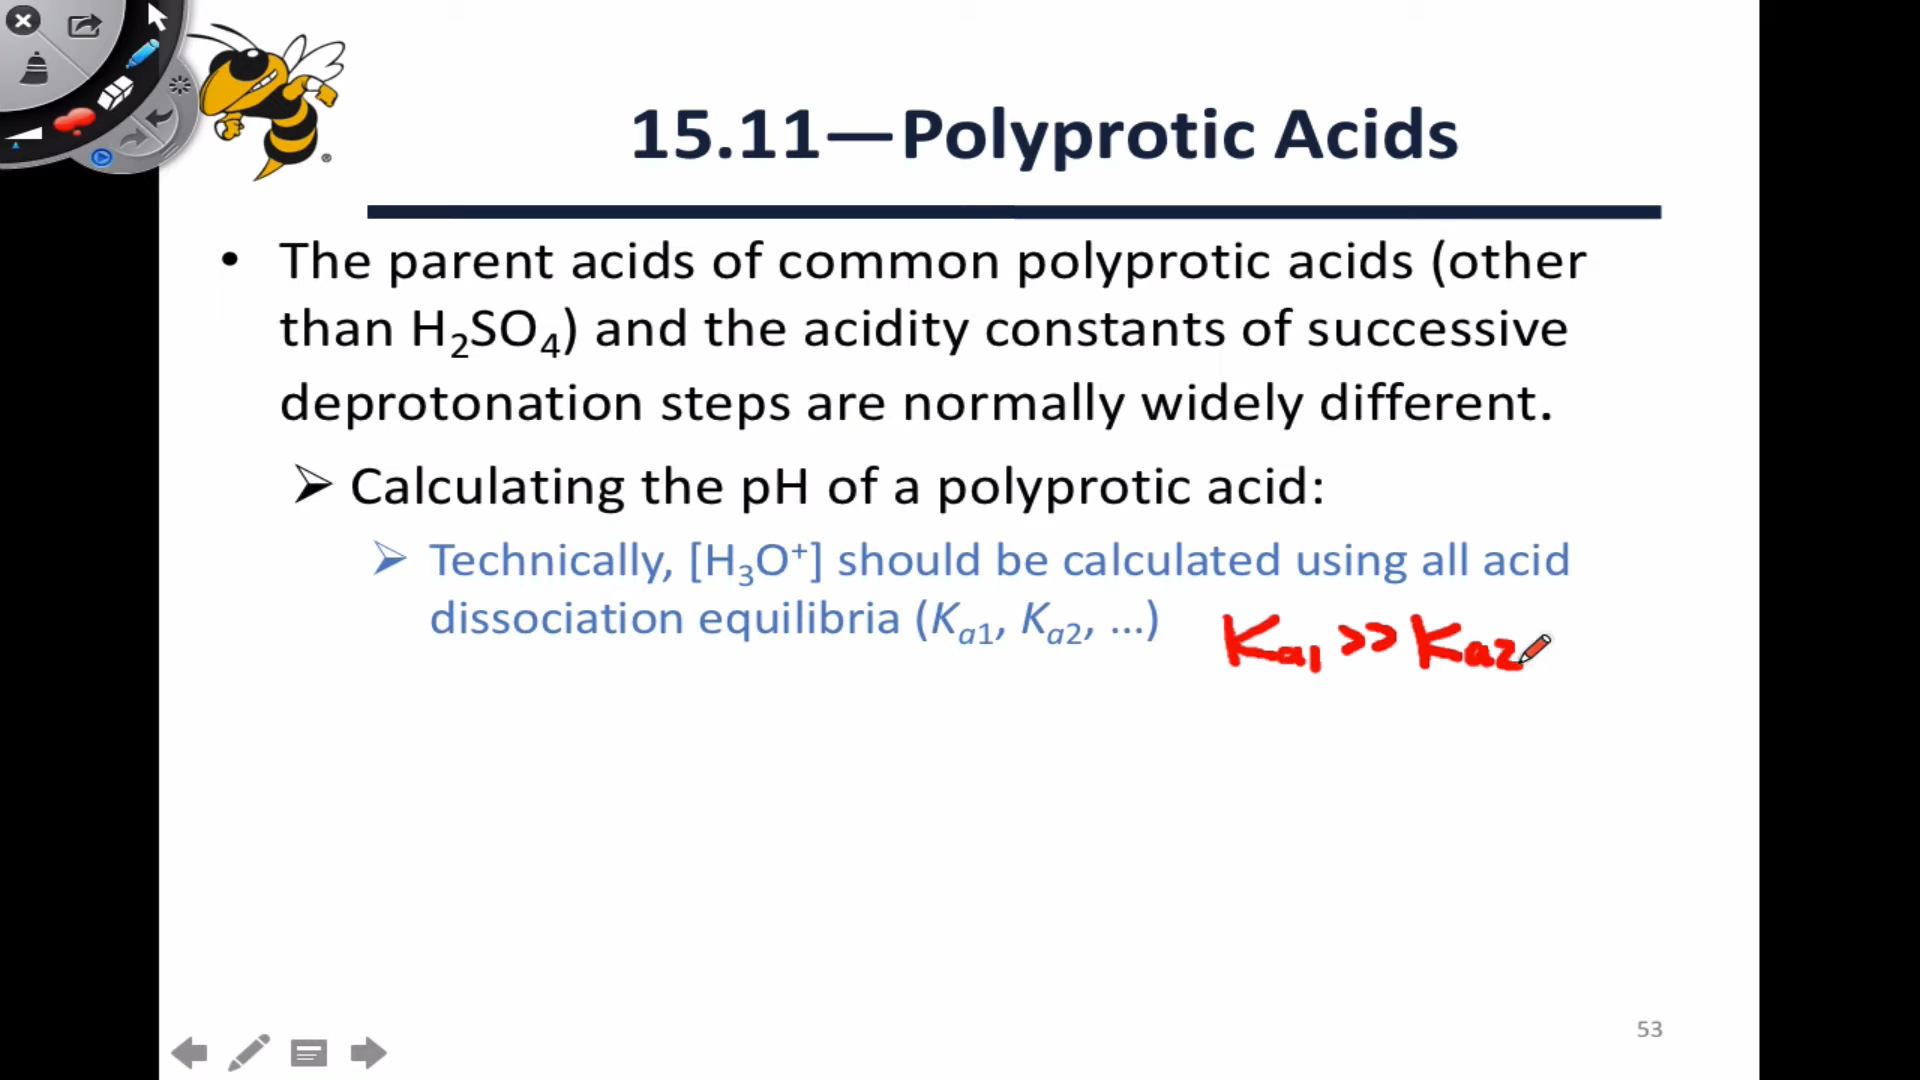 15.11—Polyprotic Acids
• The parent acids of common polyprotic acids (other
than H₂SO₄) and the acidity constants of successive
deprotonation steps are normally widely different.
➢ Calculating the pH of a polyprotic acid:
➢ Technically, [H₃O⁺] should be calculated using all acid
dissociation equilibria (Kₐ₁, Kₐ₂, ...)
Kₐ₁ >> Kₐ₂
53